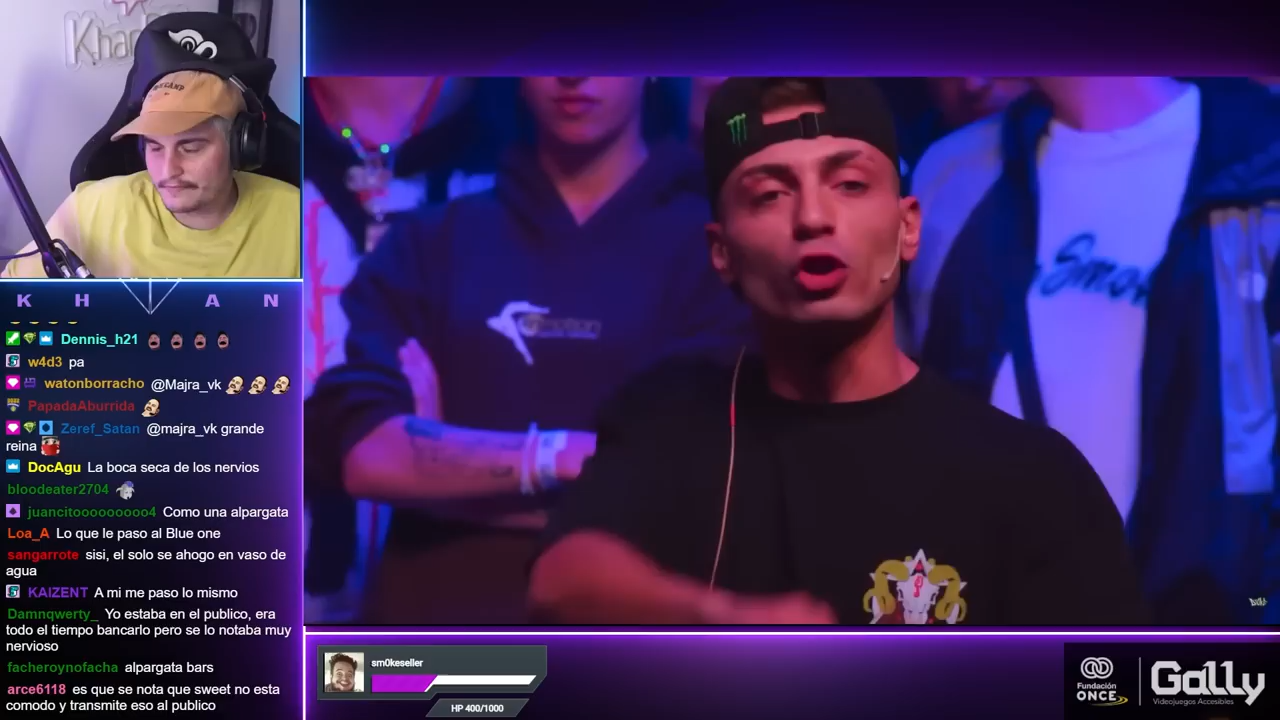 Khan
K H A N
Dennis_h21
w4d3 pa
watonborracho @Majra_vk
PapadaAburrida
Zeref_Satan @majra_vk grande
reina
DocAgu La boca seca de los nervios
bloodeater2704
juancitooooooooo4 Como una alpargata
Loa_A Lo que le paso al Blue one
sangarrote sisi, el solo se ahogo en vaso de
agua
KAIZENT A mi me paso lo mismo
Damnqwerty_ Yo estaba en el publico, era
todo el tiempo bancarlo pero se lo notaba muy
nervioso
facheroynofacha alpargata bars
arce6118 es que se nota que sweet no esta
comodo y transmite eso al publico
sm0keseller
HP 400/1000
Fundación
ONCE
Gally
Videojuegos Accesibles